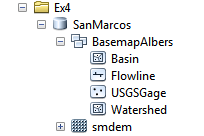 Ex4
SanMarcos
BasemapAlbers
Basin
Flowline
USGSGage
Watershed
smdem